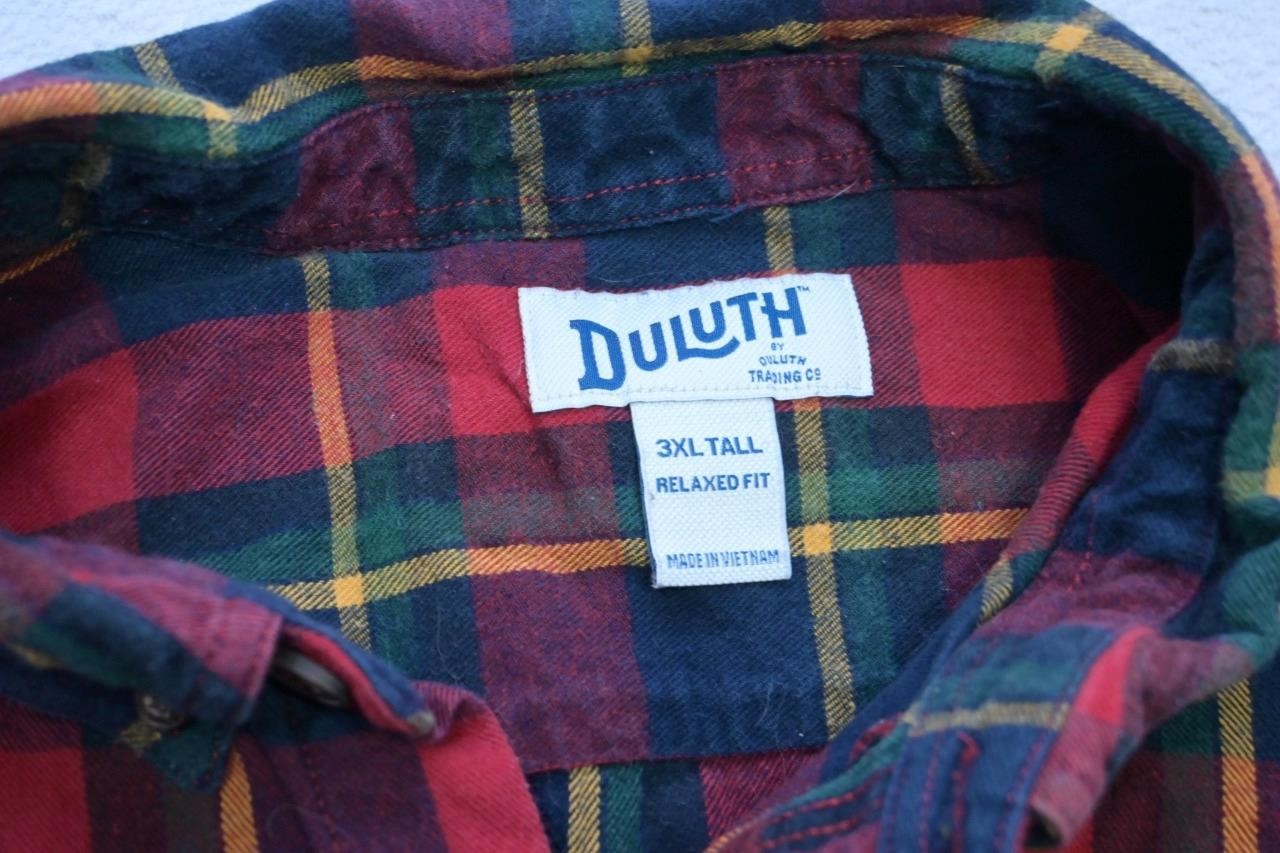 DULUTH™
BY
DULUTH
TRADING CO
3XL TALL
RELAXED FIT
MADE IN VIETNAM